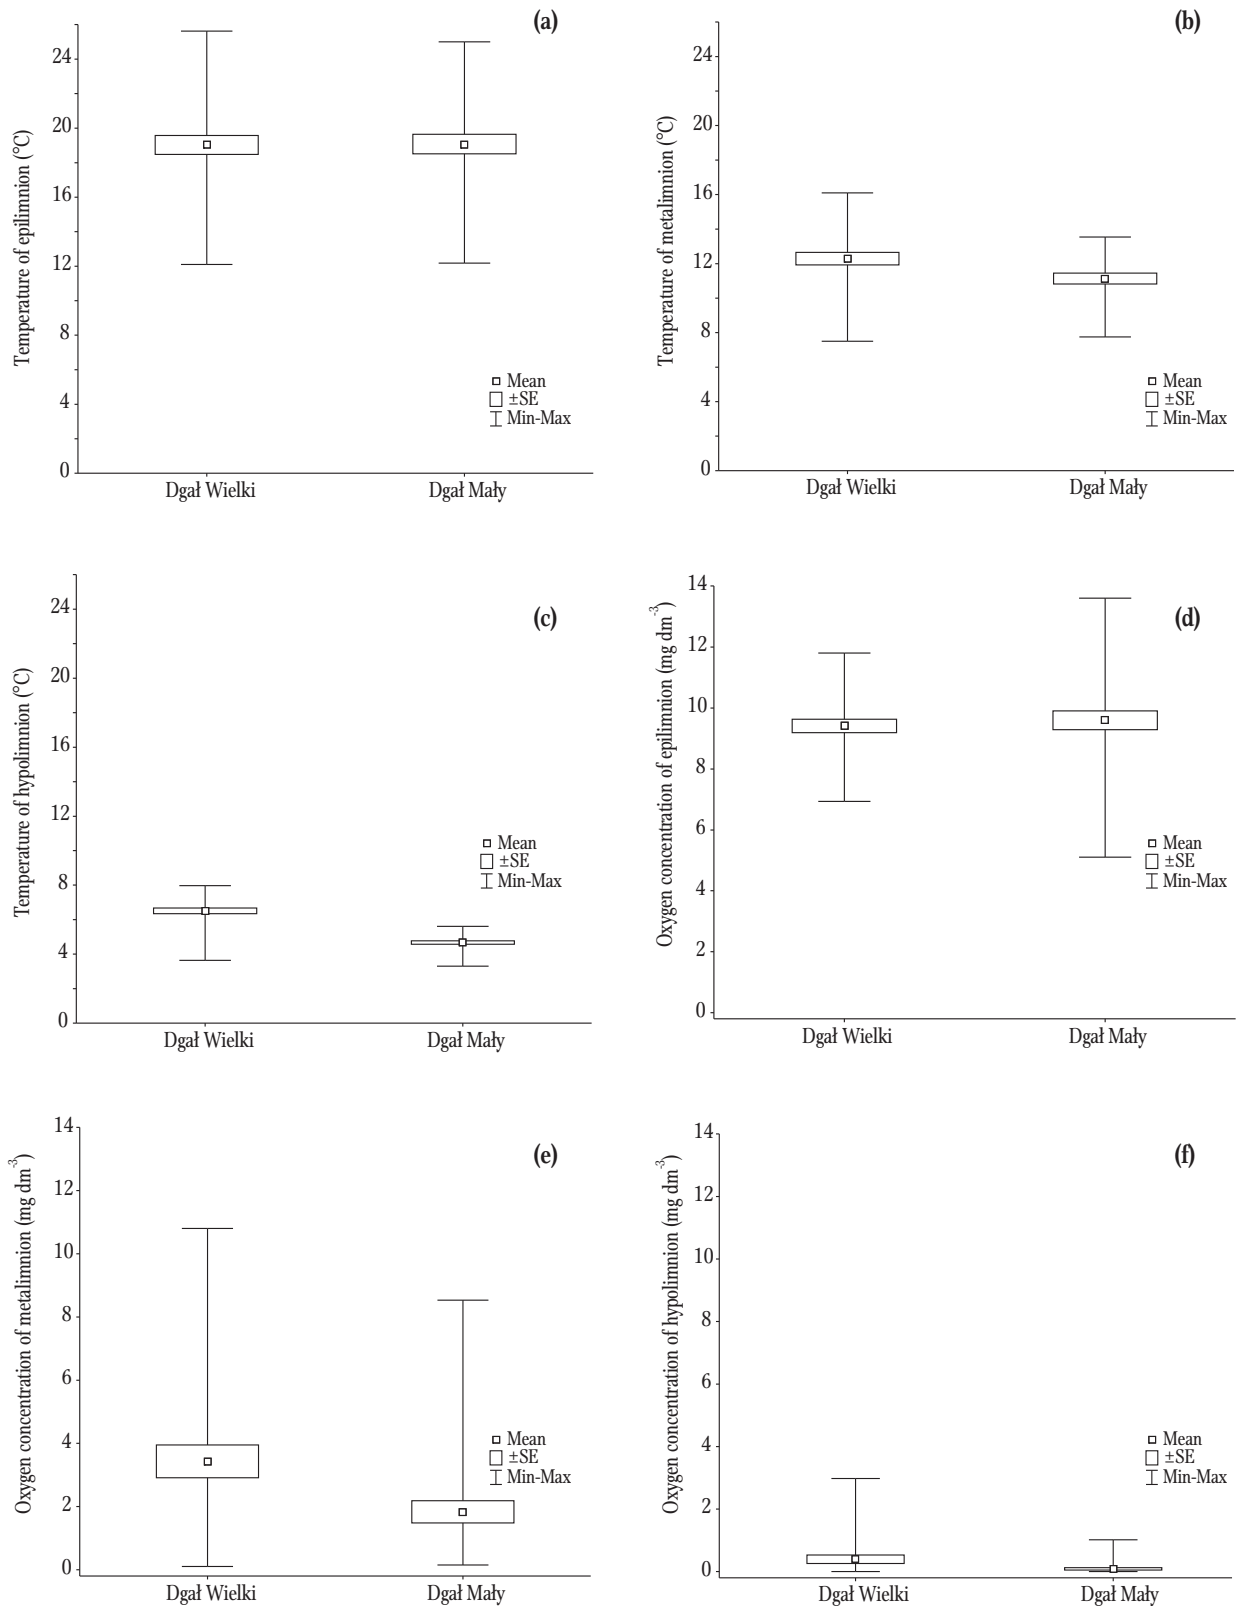 (a)
Temperature of epilimnion (°C)
24
20
16
12
8
4
0
Mean
±SE
Min-Max
Dgał Wielki
Dgał Mały
(b)
Temperature of metalimnion (°C)
24
20
16
12
8
4
0
Mean
±SE
Min-Max
Dgał Wielki
Dgał Mały
(c)
Temperature of hypolimnion (°C)
24
20
16
12
8
4
0
Mean
±SE
Min-Max
Dgał Wielki
Dgał Mały
(d)
Oxygen concentration of epilimnion (mg dm⁻³)
14
12
10
8
6
4
2
0
Mean
±SE
Min-Max
Dgał Wielki
Dgał Mały
(e)
Oxygen concentration of metalimnion (mg dm⁻³)
14
12
10
8
6
4
2
0
Mean
±SE
Min-Max
Dgał Wielki
Dgał Mały
(f)
Oxygen concentration of hypolimnion (mg dm⁻³)
14
12
10
8
6
4
2
0
Mean
±SE
Min-Max
Dgał Wielki
Dgał Mały